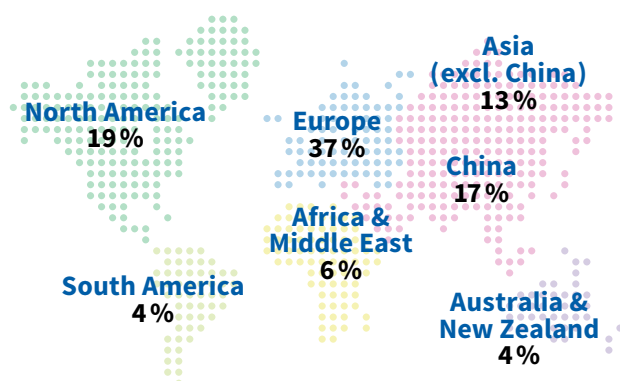 Asia
(excl. China)
13 %
North America
19 %
Europe
37 %
China
17 %
Africa &
Middle East
6 %
South America
4 %
Australia &
New Zealand
4 %